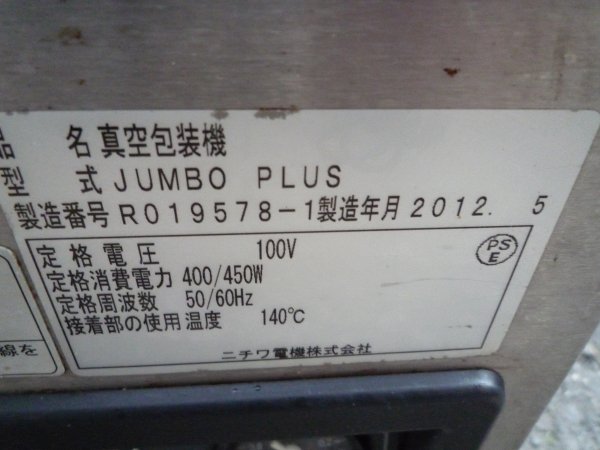 品 名 真空包装機
型 式 JUMBO PLUS
製造番号 R019578-1 製造年月 2012. 5
定格電圧 100V
定格消費電力 400/450W
定格周波数 50/60Hz
接着部の使用温度 140℃
PS
E
ニチワ電機株式会社
線を